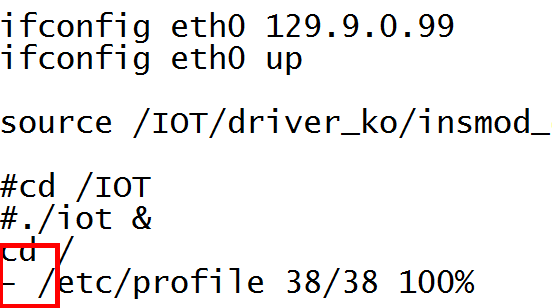 ifconfig eth0 129.9.0.99
ifconfig eth0 up
source /IOT/driver_ko/insmod_
#cd /IOT
#./iot &
cd /
- /etc/profile 38/38 100%